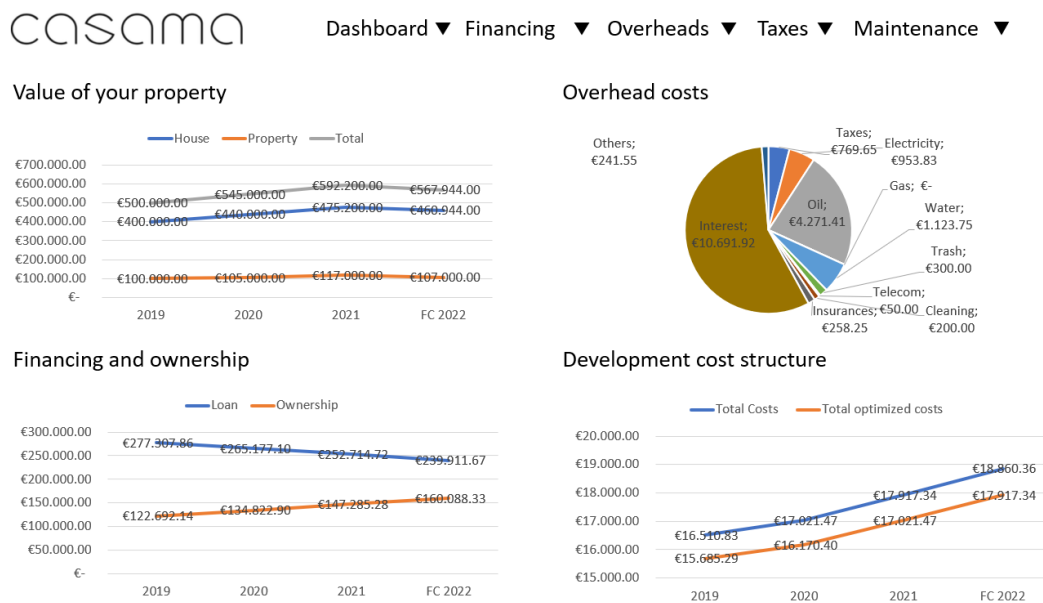 casama
Dashboard ▼ Financing ▼ Overheads ▼ Taxes ▼ Maintenance ▼
Value of your property
House Property Total
€700.000.00
€600.000.00
€500.000.00
€400.000.00
€300.000.00
€200.000.00
€100.000.00
€-
€500.000.00 €545.000.00 €592.200.00 €567.944.00
€400.000.00 €440.000.00 €475.200.00 €460.944.00
€100.000.00 €105.000.00 €117.000.00 €107.000.00
2019 2020 2021 FC 2022
Overhead costs
Others;
€241.55
Taxes;
€769.65
Electricity;
€953.83
Gas; €-
Oil;
€4.271.41
Water;
€1.123.75
Interest;
€10.691.92
Trash;
€300.00
Telecom;
€50.00
Insurances;
€258.25
Cleaning;
€200.00
Financing and ownership
Loan Ownership
€300.000.00
€250.000.00
€200.000.00
€150.000.00
€100.000.00
€50.000.00
€-
€277.307.86 €265.177.10 €252.714.72 €239.911.67
€122.692.14 €134.822.90 €147.285.28 €160.088.33
2019 2020 2021 FC 2022
Development cost structure
Total Costs Total optimized costs
€20.000.00
€19.000.00
€18.000.00
€17.000.00
€16.000.00
€15.000.00
€16.510.83 €17.021.47 €17.917.34 €18.860.36
€15.685.29 €16.170.40 €17.021.47 €17.917.34
2019 2020 2021 FC 2022